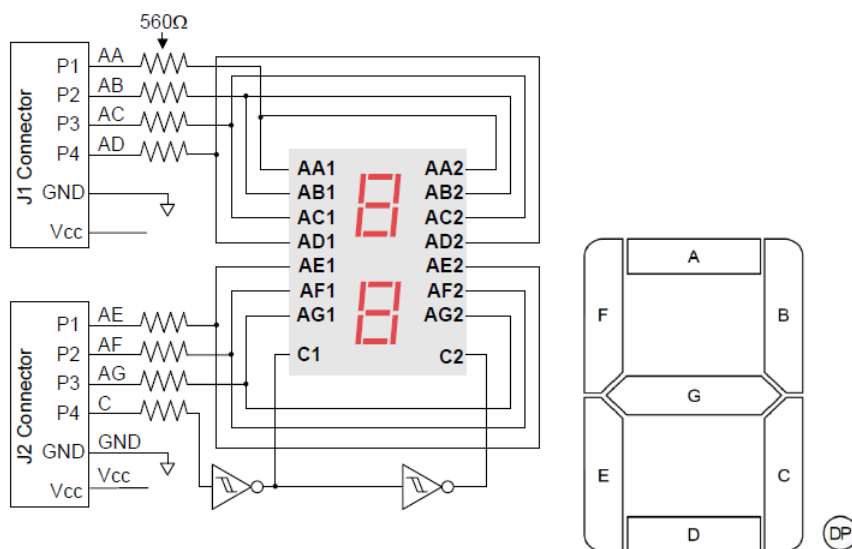 560Ω
J1 Connector
P1 AA
P2 AB
P3 AC
P4 AD
GND
Vcc
AA1 AA2
AB1 AB2
AC1 AC2
AD1 AD2
AE1 AE2
AF1 AF2
AG1 AG2
C1 C2
J2 Connector
P1 AE
P2 AF
P3 AG
P4 C
GND GND
Vcc Vcc
A
F B
G
E C
D DP